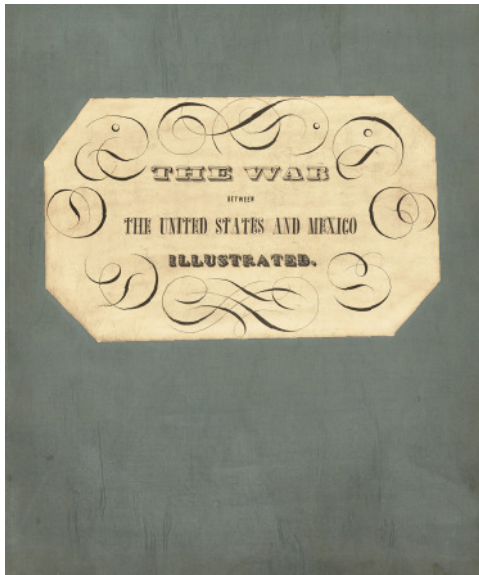 THE WAR
BETWEEN
THE UNITED STATES AND MEXICO
ILLUSTRATED.